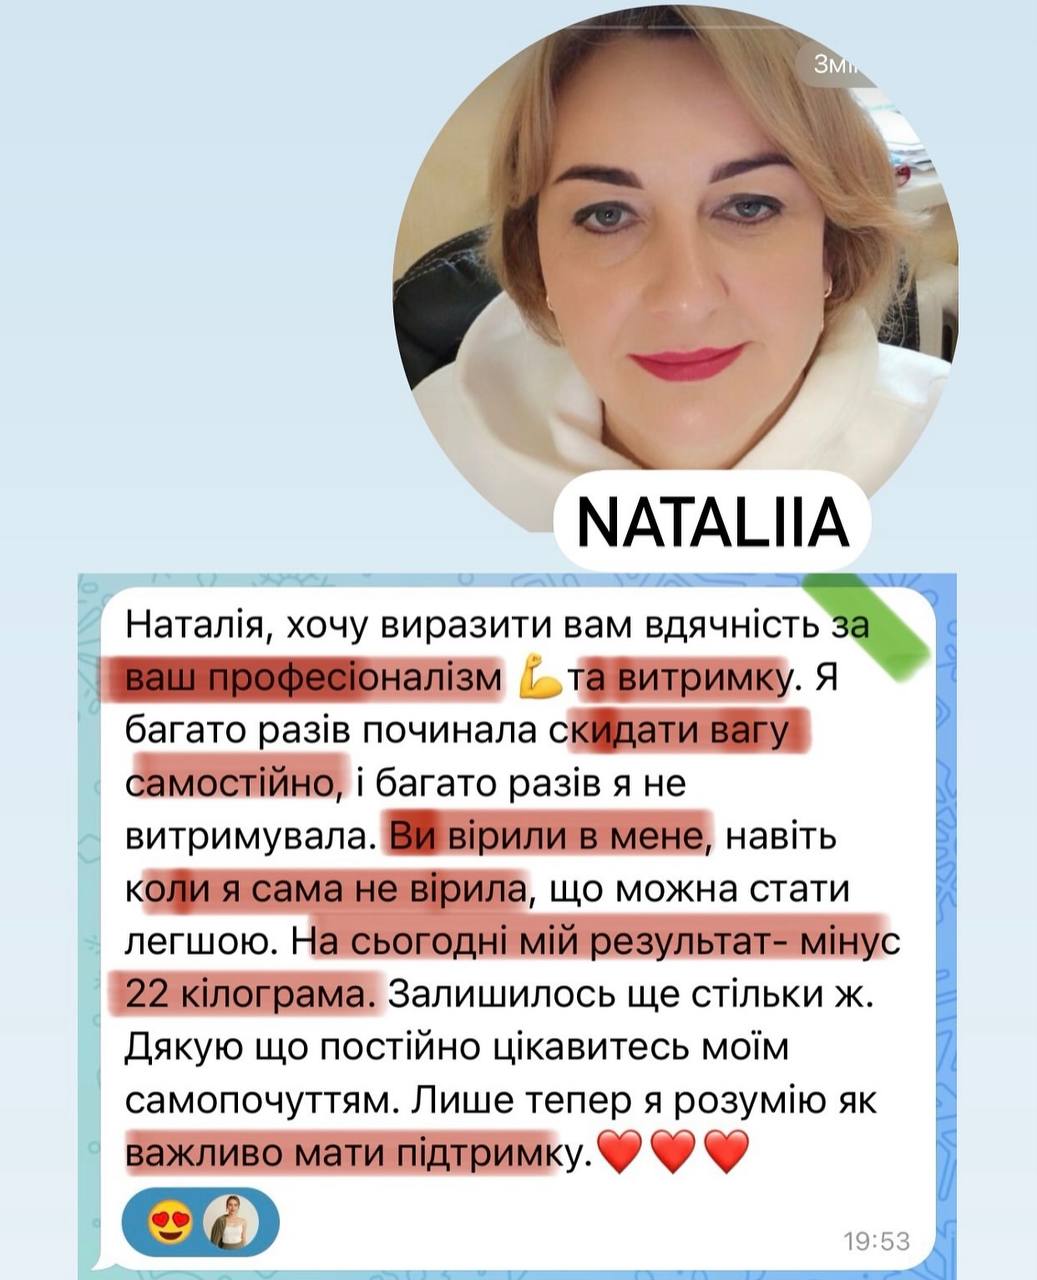 NATALIIA
Наталія, хочу виразити вам вдячність за
ваш професіоналізм 💪та витримку. Я
багато разів починала скидати вагу
самостійно, і багато разів я не
витримувала. Ви вірили в мене, навіть
коли я сама не вірила, що можна стати
легшою. На сьогодні мій результат- мінус
22 кілограма. Залишилось ще стільки ж.
Дякую що постійно цікавитесь моїм
самопочуттям. Лише тепер я розумію як
важливо мати підтримку.❤️❤️❤️
😍
19:53